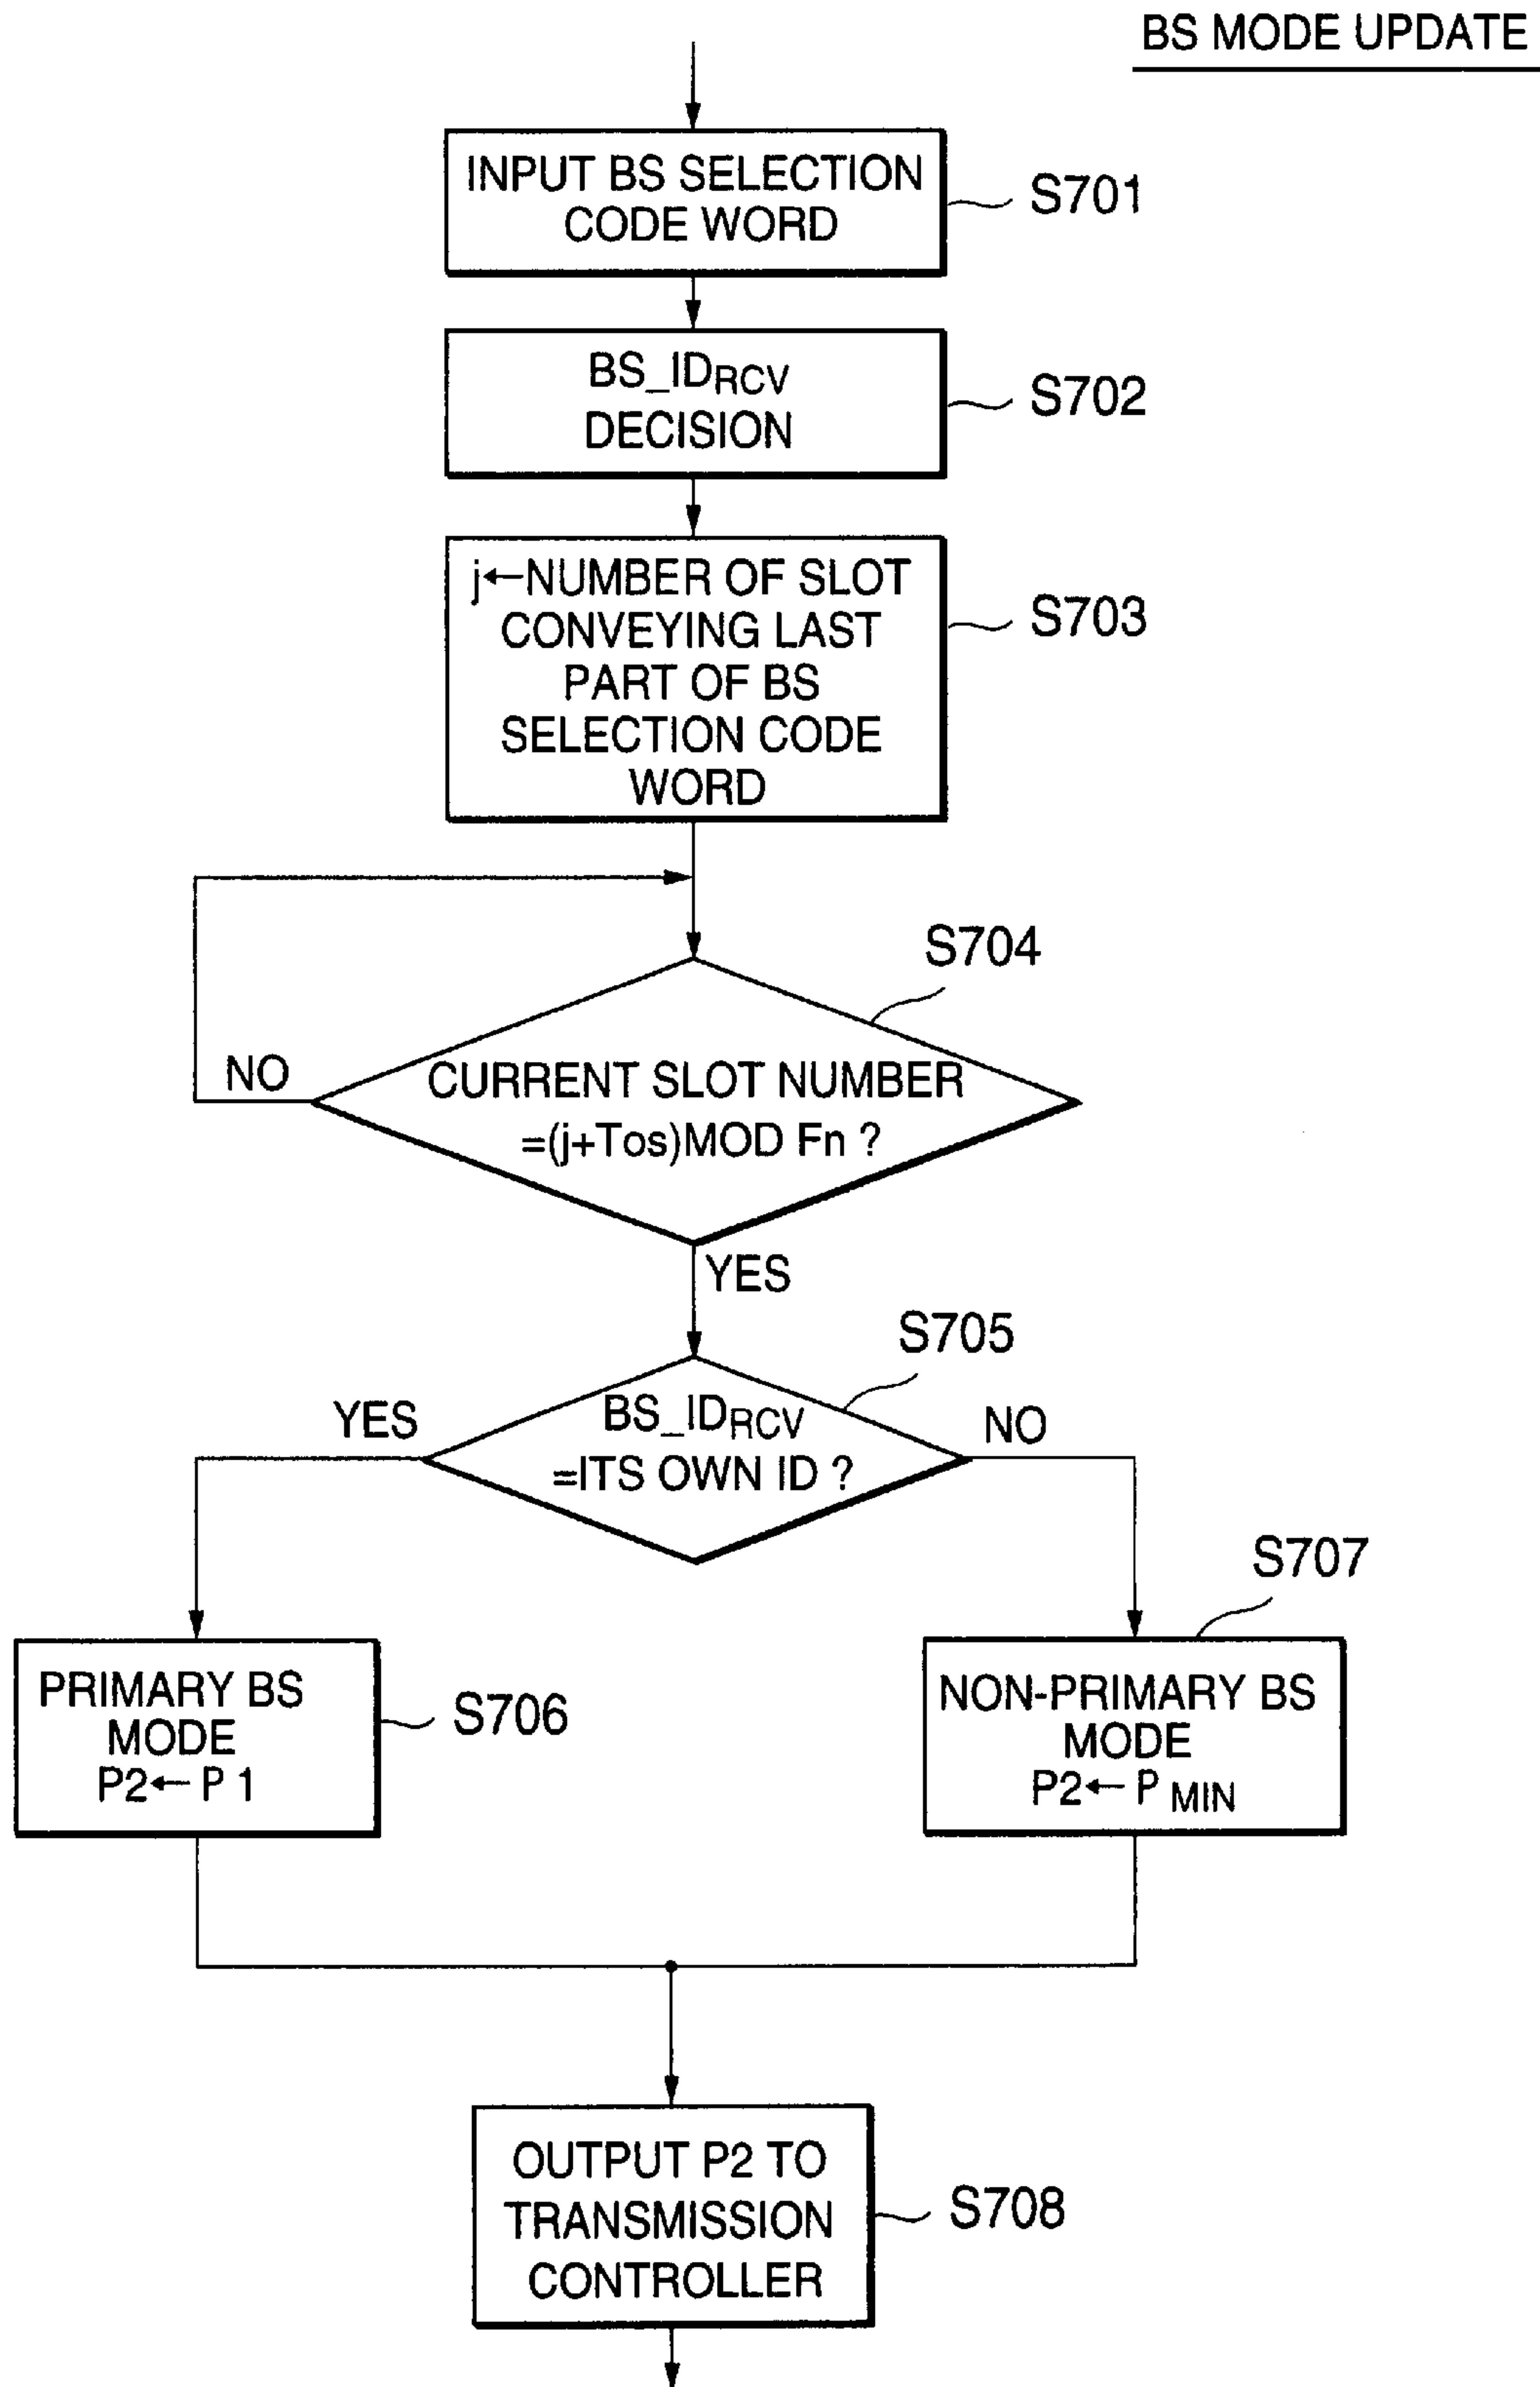 BS MODE UPDATE
INPUT BS SELECTION
CODE WORD
S701
BS_IDRCV
DECISION
S702
j←NUMBER OF SLOT
CONVEYING LAST
PART OF BS
SELECTION CODE
WORD
S703
S704
NO
CURRENT SLOT NUMBER
=(j+Tos)MOD Fn ?
YES
S705
YES
BS_IDRCV
=ITS OWN ID ?
NO
S707
PRIMARY BS
MODE
P2← P 1
S706
NON-PRIMARY BS
MODE
P2← P MIN
OUTPUT P2 TO
TRANSMISSION
CONTROLLER
S708